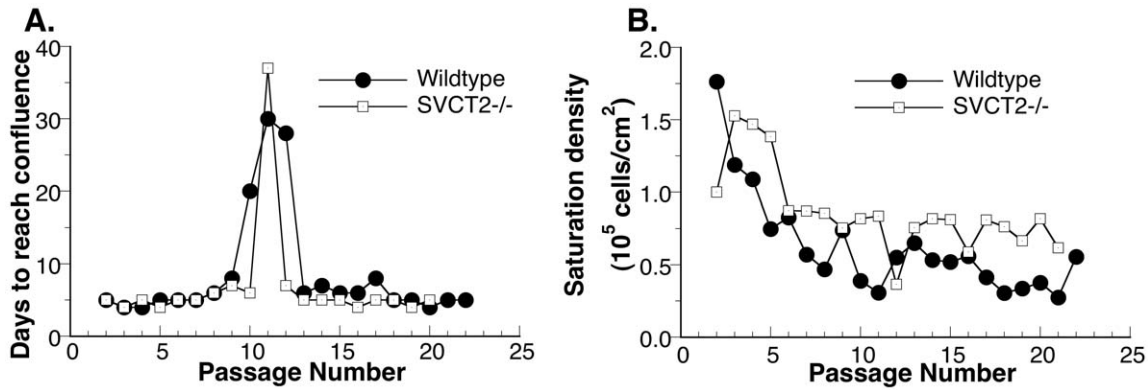 A.
40
30
20
10
0
0 5 10 15 20 25
Days to reach confluence
Passage Number
Wildtype
SVCT2-/-
B.
2.0
1.5
1.0
0.5
0.0
0 5 10 15 20 25
Saturation density
(10⁵ cells/cm²)
Passage Number
Wildtype
SVCT2-/-